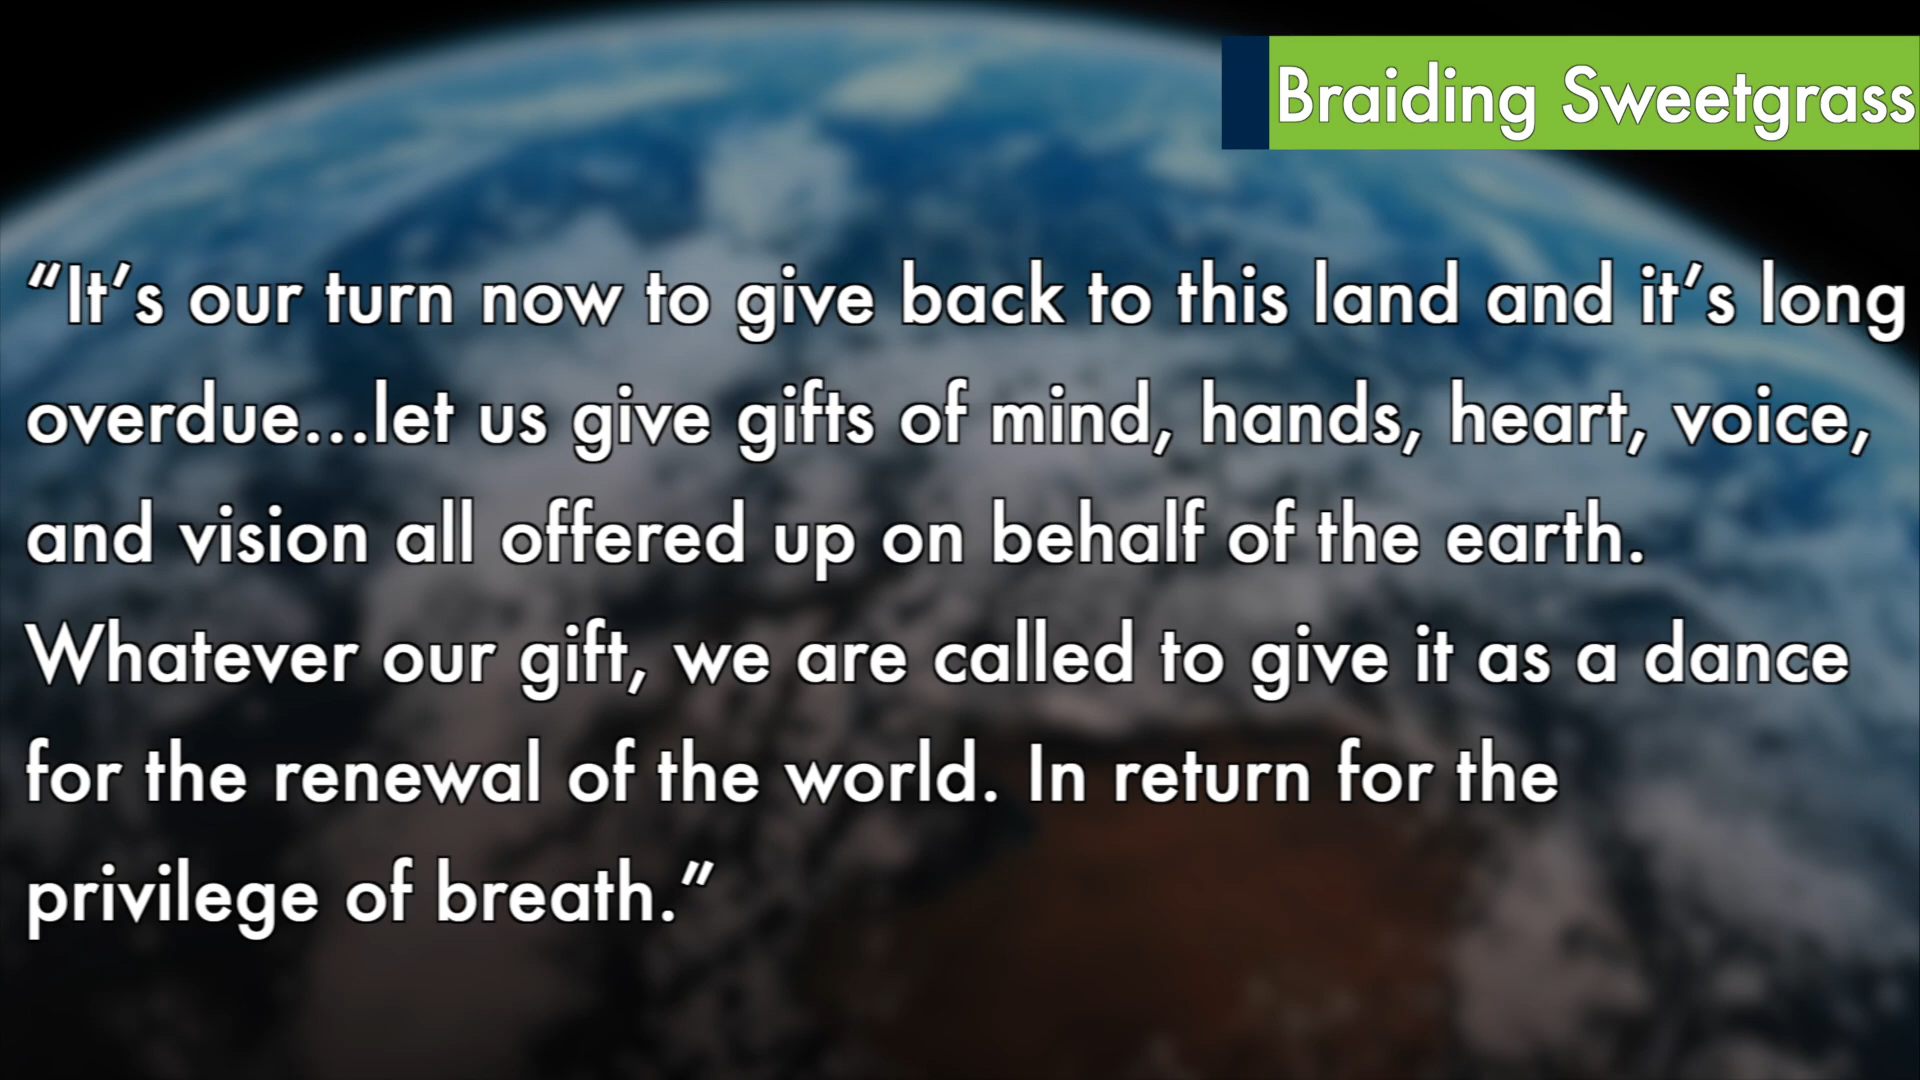 Braiding Sweetgrass
“It’s our turn now to give back to this land and it’s long
overdue...let us give gifts of mind, hands, heart, voice,
and vision all offered up on behalf of the earth.
Whatever our gift, we are called to give it as a dance
for the renewal of the world. In return for the
privilege of breath.”